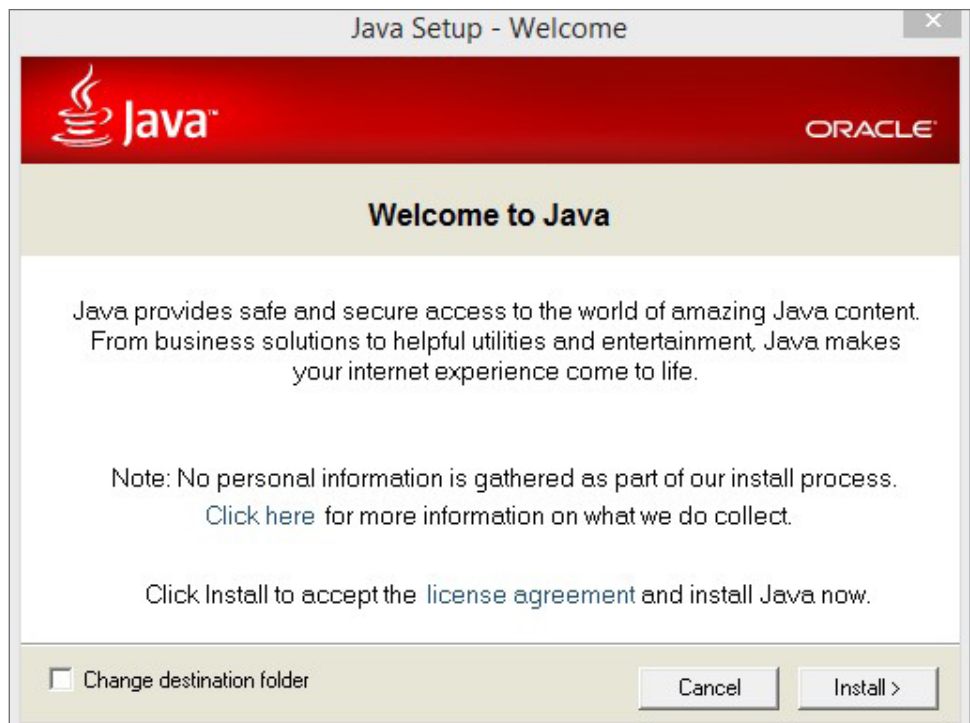 Java Setup - Welcome
Java™
ORACLE®
Welcome to Java
Java provides safe and secure access to the world of amazing Java content.
From business solutions to helpful utilities and entertainment, Java makes
your internet experience come to life.
Note: No personal information is gathered as part of our install process.
Click here for more information on what we do collect.
Click Install to accept the license agreement and install Java now.
Change destination folder
Cancel
Install >